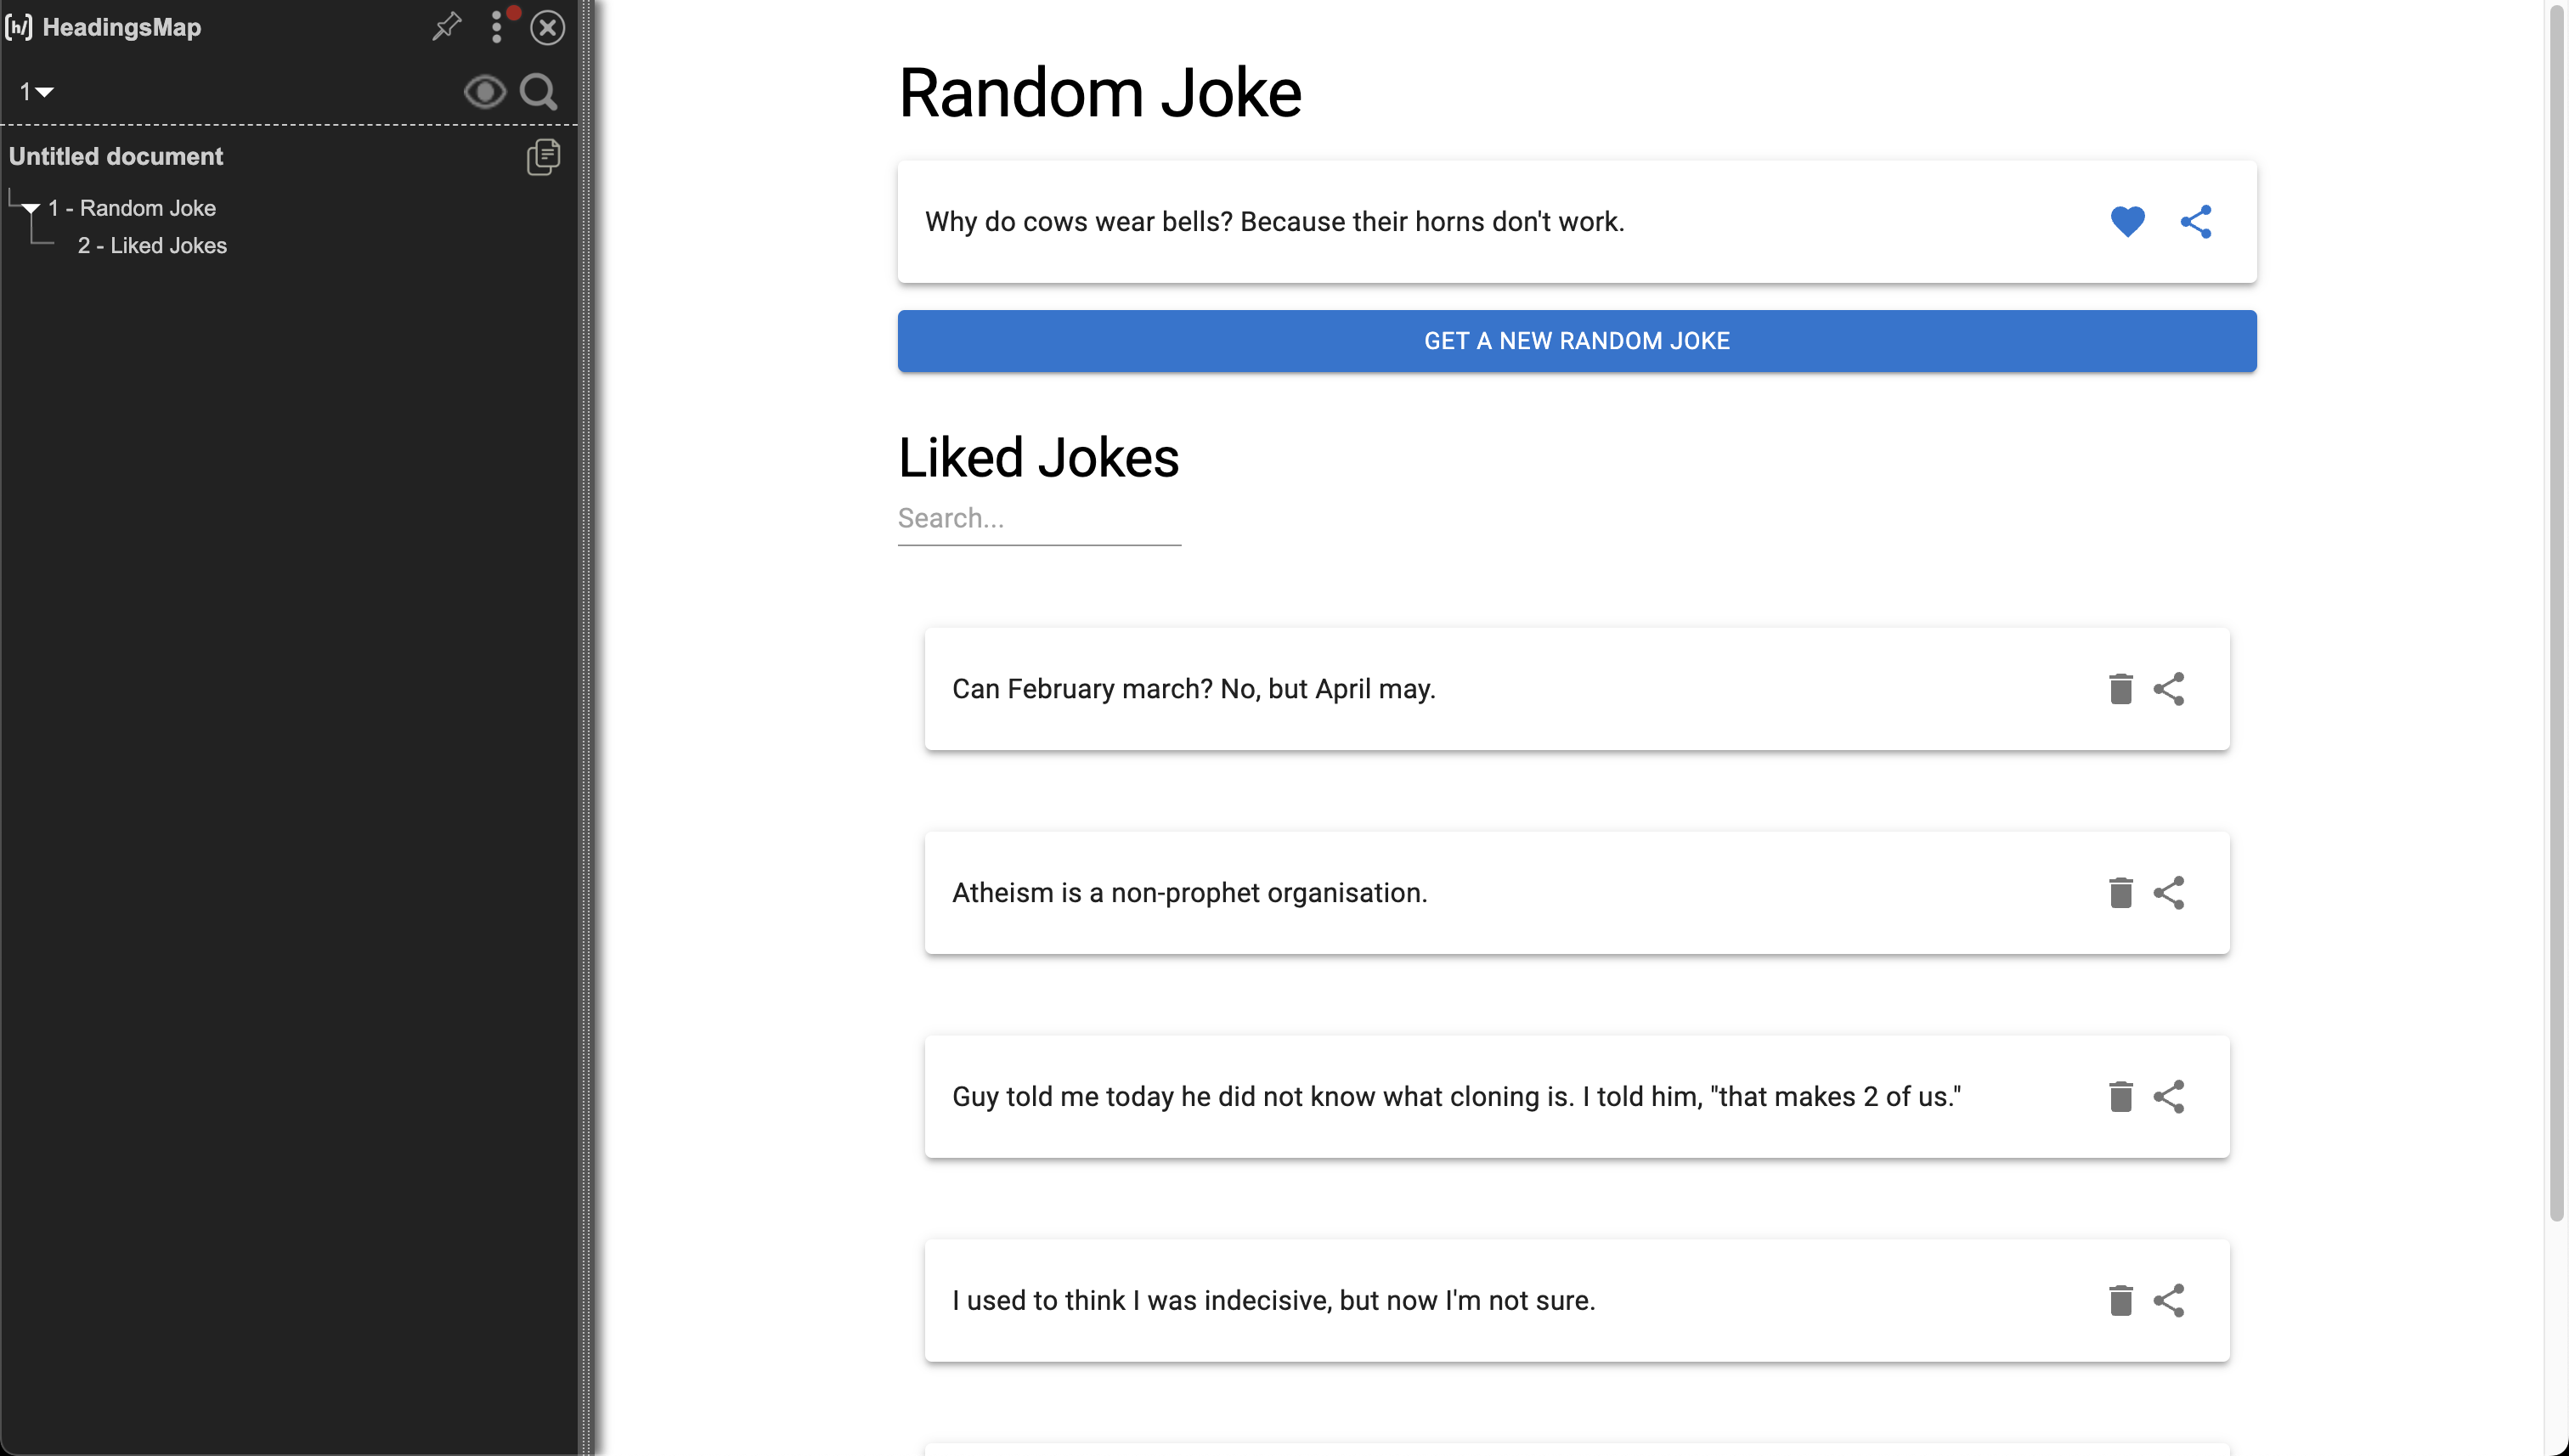 [h/] HeadingsMap
1
Untitled document
1 - Random Joke
2 - Liked Jokes
Random Joke
Why do cows wear bells? Because their horns don't work.
GET A NEW RANDOM JOKE
Liked Jokes
Search...
Can February march? No, but April may.
Atheism is a non-prophet organisation.
Guy told me today he did not know what cloning is. I told him, "that makes 2 of us."
I used to think I was indecisive, but now I'm not sure.